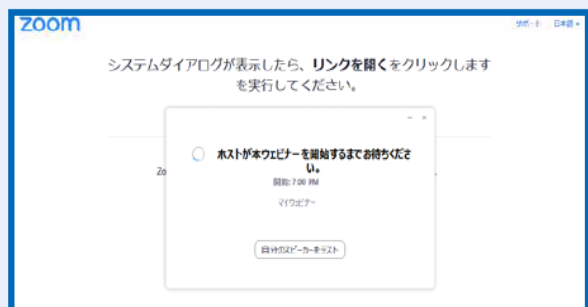 zoom
サポート 日本語
システムダイアログが表示したら、リンクを開くをクリックします
を実行してください。
ホストが本ウェビナーを開始するまでお待ちくださ
い。
Zo
開始: 7:00 PM
マイウェビナー
自分のスピーカーをテスト